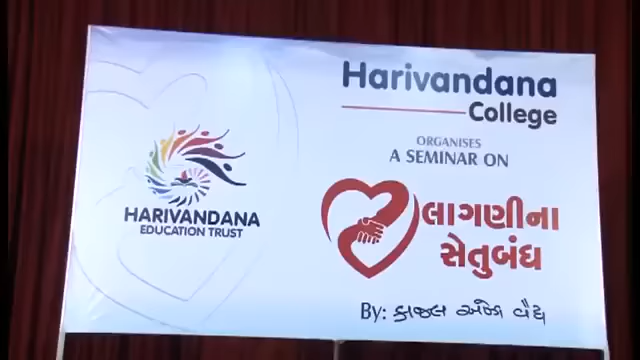 Harivandana
College
ORGANISES
A SEMINAR ON
લાગણીના
સેતુબંધ
By: કાજલ ઓઝા વૈદ્ય
HARIVANDANA
EDUCATION TRUST